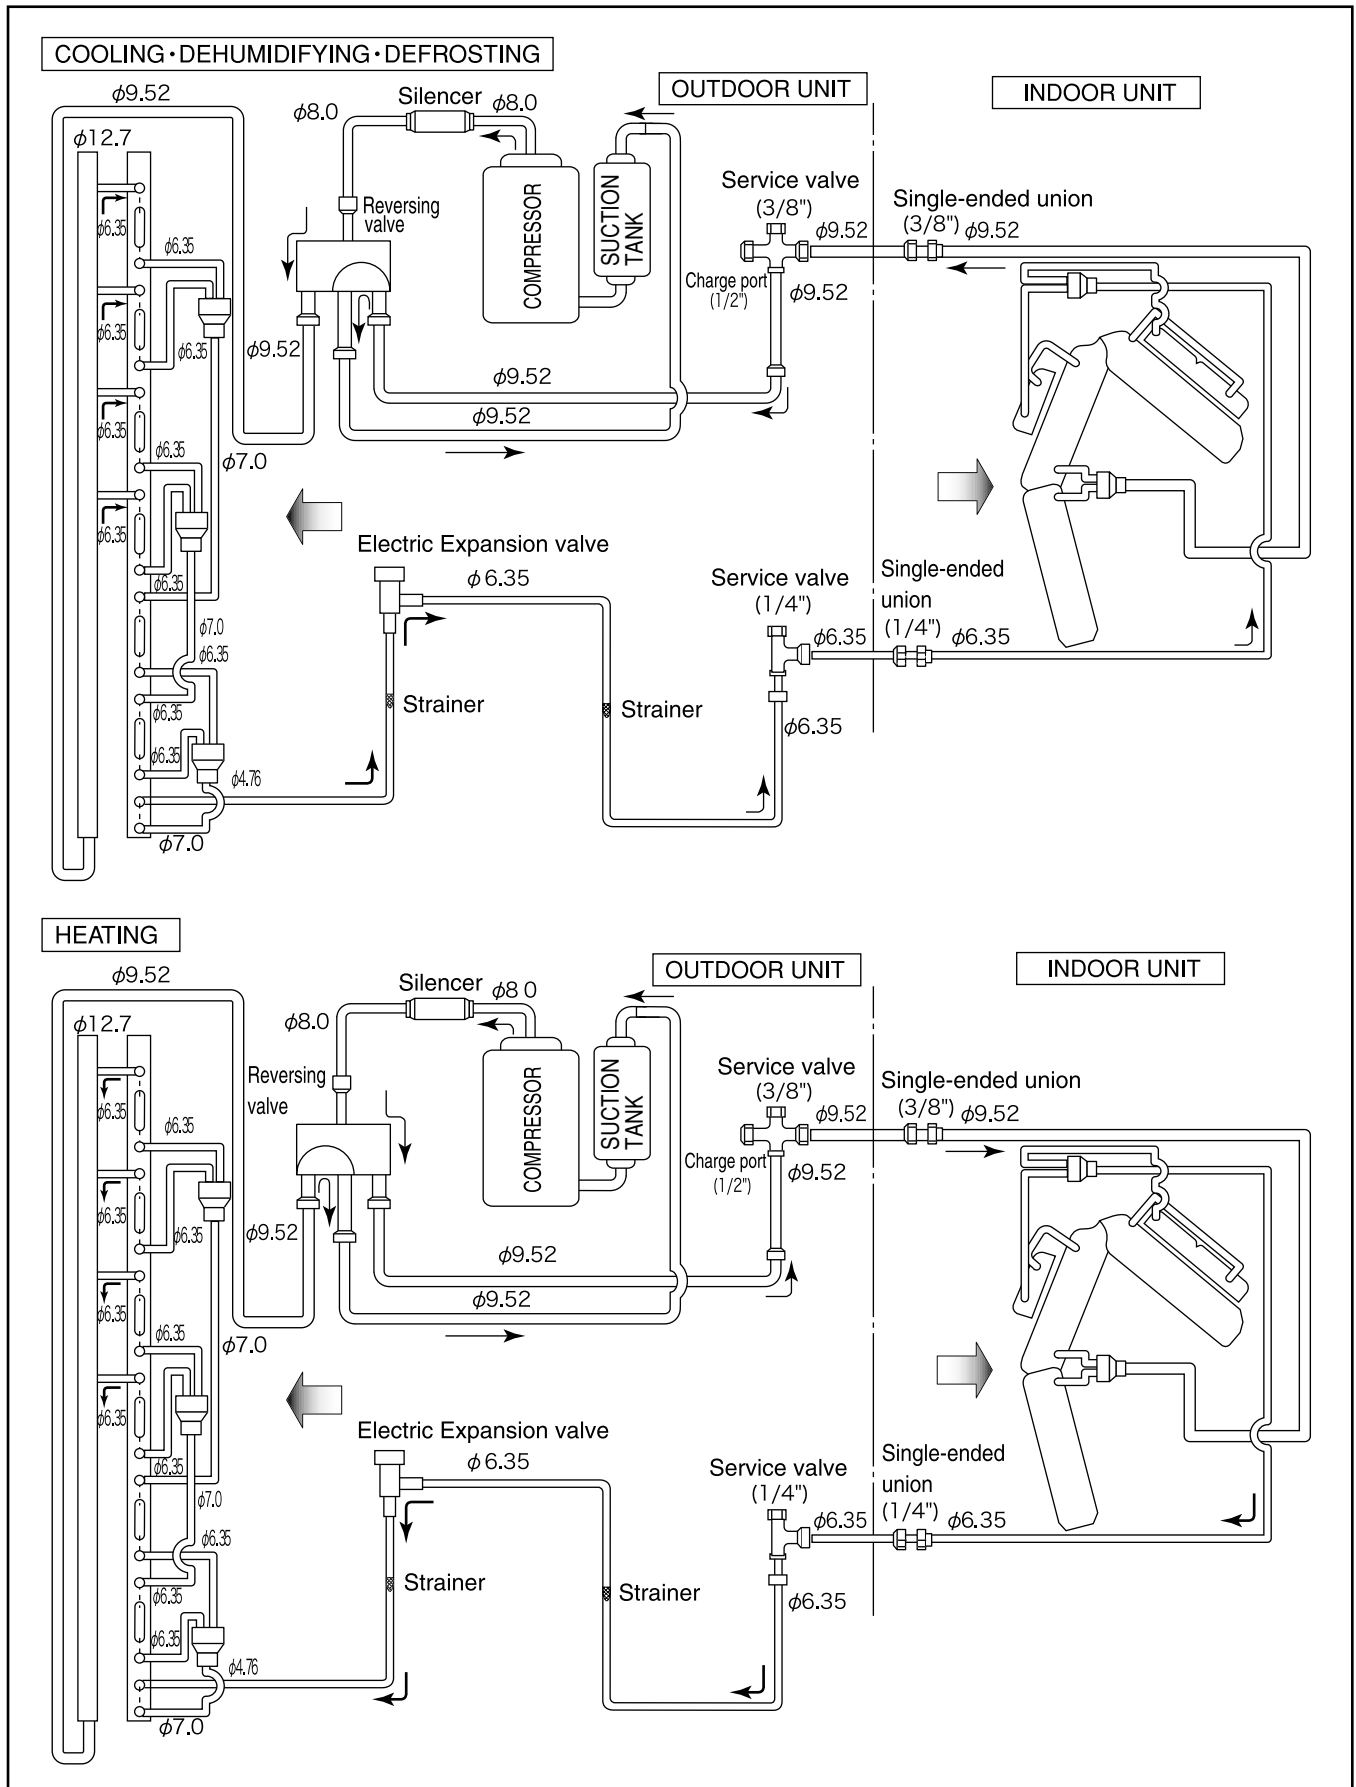 COOLING・DEHUMIDIFYING・DEFROSTING
OUTDOOR UNIT
INDOOR UNIT
φ9.52
Silencer
φ8.0
φ8.0
φ12.7
COMPRESSOR
SUCTION
TANK
Reversing
valve
Service valve
(3/8")
Single-ended union
(3/8")
φ9.52
φ9.52
Charge port
(1/2")
φ9.52
φ6.35
φ6.35
φ6.35
φ6.35
φ9.52
φ9.52
φ9.52
φ6.35
φ6.35
φ7.0
φ6.35
Electric Expansion valve
φ6.35
Service valve
(1/4")
Single-ended
union
(1/4")
φ6.35
φ6.35
φ6.35
φ7.0
φ6.35
φ6.35
Strainer
Strainer
φ6.35
φ6.35
φ4.76
φ7.0
HEATING
OUTDOOR UNIT
INDOOR UNIT
φ9.52
Silencer
φ8 0
φ8.0
φ12.7
COMPRESSOR
SUCTION
TANK
Reversing
valve
Service valve
(3/8")
Single-ended union
(3/8")
φ9.52
φ9.52
Charge port
(1/2")
φ9.52
φ6.35
φ6.35
φ6.35
φ6.35
φ9.52
φ9.52
φ9.52
φ6.35
φ6.35
φ7.0
φ6.35
Electric Expansion valve
φ6.35
Service valve
(1/4")
Single-ended
union
(1/4")
φ6.35
φ6.35
φ6.35
φ7.0
φ6.35
φ6.35
Strainer
Strainer
φ6.35
φ6.35
φ4.76
φ7.0